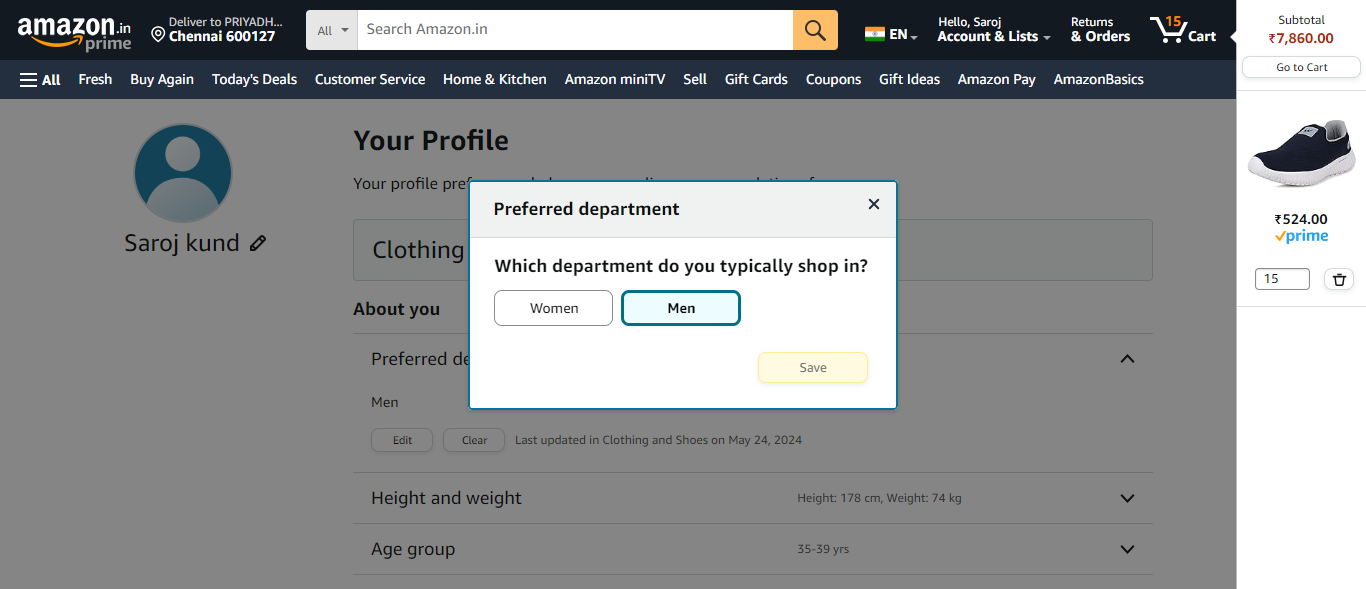 amazon.in
prime
Deliver to PRIYADH...
Chennai 600127
All
Search Amazon.in
EN
Hello, Saroj
Account & Lists
Returns
& Orders
15
Cart
All
Fresh
Buy Again
Today's Deals
Customer Service
Home & Kitchen
Amazon miniTV
Sell
Gift Cards
Coupons
Gift Ideas
Amazon Pay
AmazonBasics
Subtotal
₹7,860.00
Go to Cart
₹524.00
prime
15
Saroj kund
Your Profile
Your profile
Clothing
About you
Preferred
Men
Edit
Clear
Last updated in Clothing and Shoes on May 24, 2024
Height and weight
Height: 178 cm, Weight: 74 kg
Age group
35-39 yrs
Preferred department
Which department do you typically shop in?
Women
Men
Save